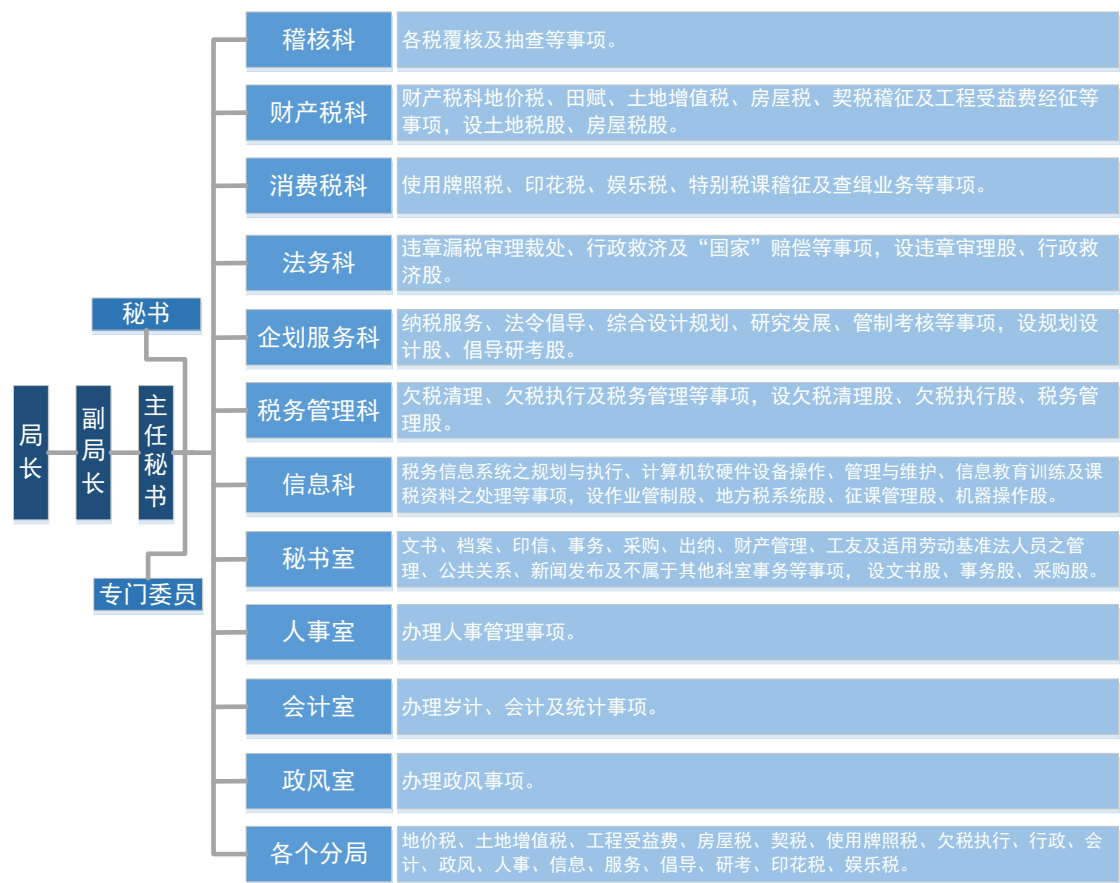 局长
副局长
主任秘书
秘书
专门委员
稽核科
各税覆核及抽查等事项。
财产税科
财产税科地价税、田赋、土地增值税、房屋税、契税稽征及工程受益费经征等
事项，设土地税股、房屋税股。
消费税科
使用牌照税、印花税、娱乐税、特别税课稽征及查缉业务等事项。
法务科
违章漏税审理裁处、行政救济及“国家”赔偿等事项，设违章审理股、行政救
济股。
企划服务科
纳税服务、法令倡导、综合设计规划、研究发展、管制考核等事项，设规划设
计股、倡导研考股。
税务管理科
欠税清理、欠税执行及税务管理等事项，设欠税清理股、欠税执行股、税务管
理股。
信息科
税务信息系统之规划与执行、计算机软硬件设备操作、管理与维护、信息教育训练及课
税资料之处理等事项，设作业管制股、地方税系统股、征课管理股、机器操作股。
秘书室
文书、档案、印信、事务、采购、出纳、财产管理、工友及适用劳动基准法人员之管
理、公共关系、新闻发布及不属于其他科室事务等事项， 设文书股、事务股、采购股。
人事室
办理人事管理事项。
会计室
办理岁计、会计及统计事项。
政风室
办理政风事项。
各个分局
地价税、土地增值税、工程受益费、房屋税、契税、使用牌照税、欠税执行、行政、会
计、政风、人事、信息、服务、倡导、研考、印花税、娱乐税。